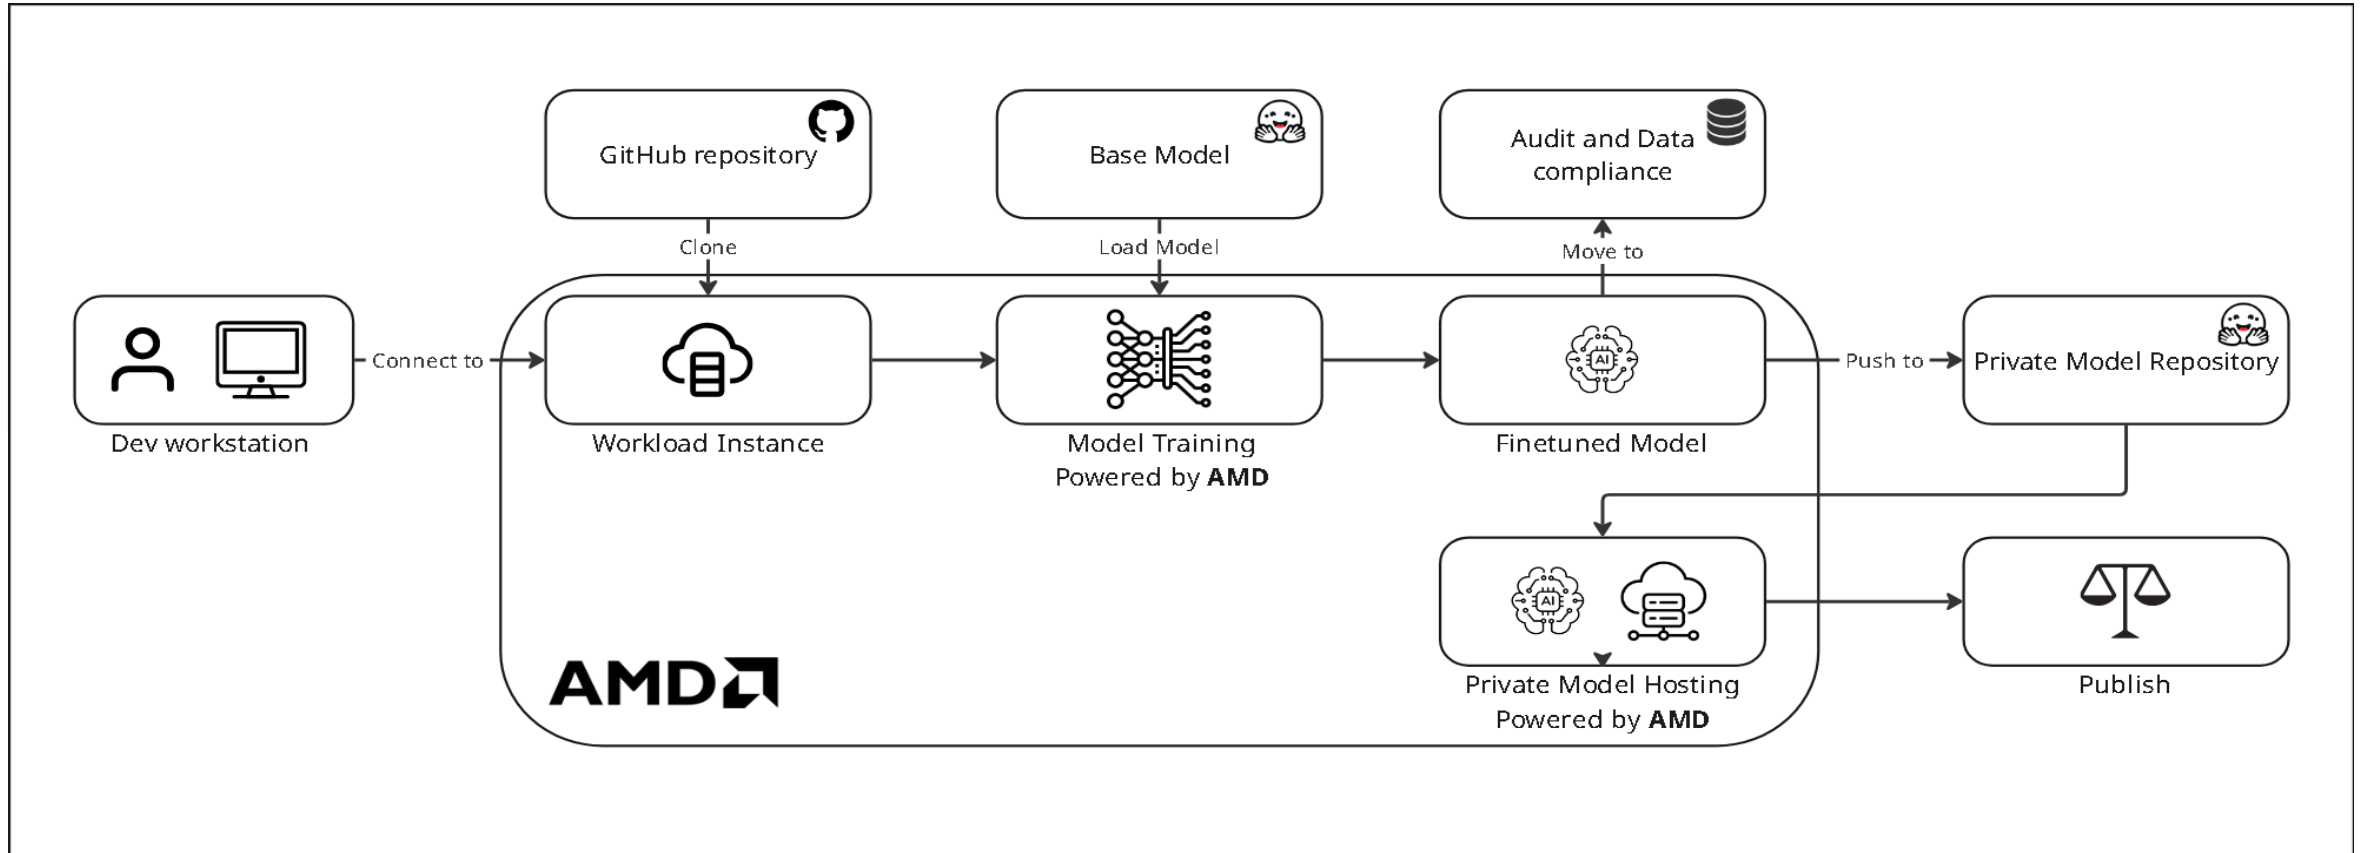 GitHub repository
Base Model
Audit and Data
compliance
Clone
Load Model
Move to
Connect to
AI
Push to
Private Model Repository
Dev workstation
Workload Instance
Model Training
Powered by AMD
Finetuned Model
AI
AMD
Private Model Hosting
Powered by AMD
Publish